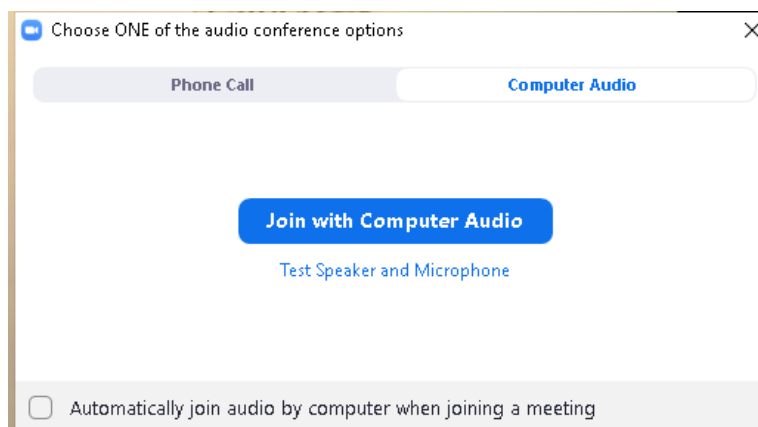 Choose ONE of the audio conference options
Phone Call
Computer Audio
Join with Computer Audio
Test Speaker and Microphone
Automatically join audio by computer when joining a meeting